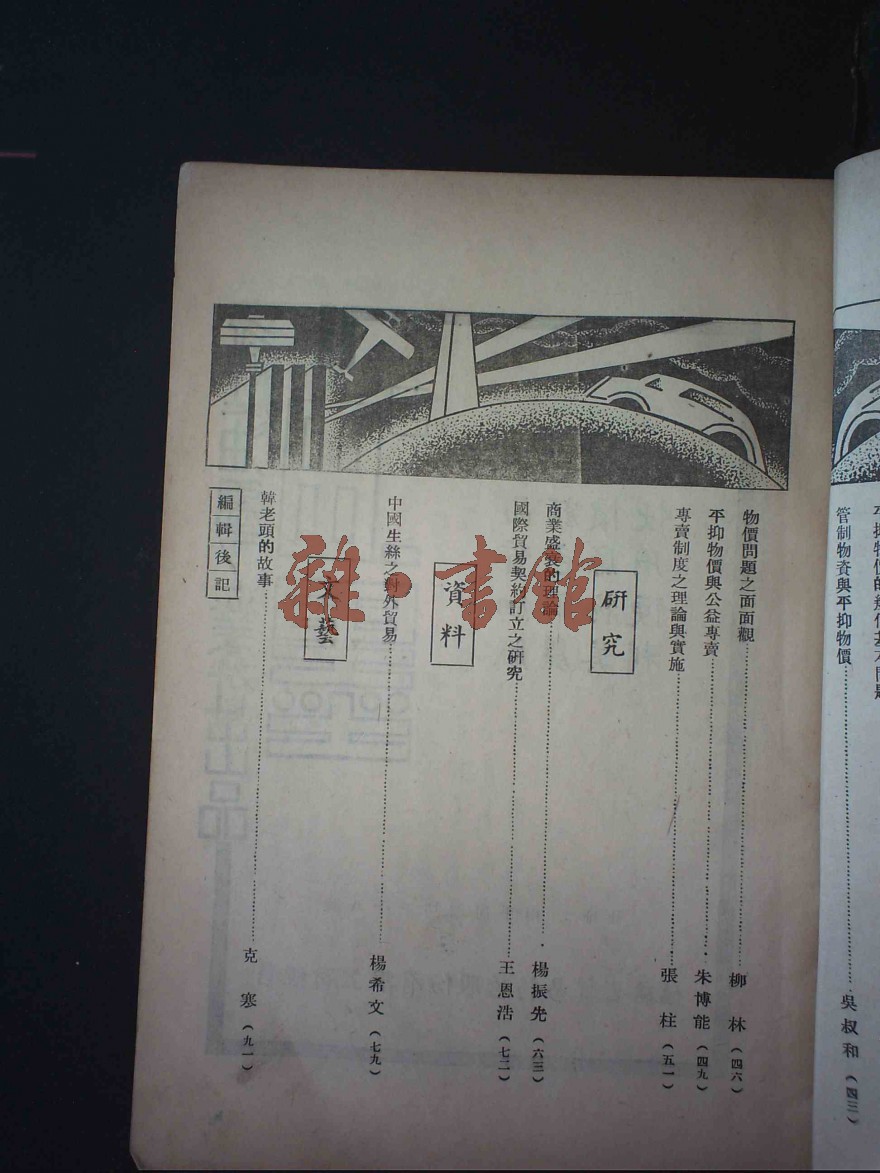 管制物資與平抑物價 吳叔和 (四三)
物價問題之面面觀 柳林 (四六)
平抑物價與公益專賣 朱博能 (四九)
專賣制度之理論與實施 張柱 (五一)
研究
商業盛衰的理論 楊振先 (六三)
國際貿易契約訂立之研究 王恩浩 (七二)
資料
中國生絲之對外貿易 楊希文 (七九)
文藝
韓老頭的故事 克寒 (九一)
編輯後記
雜·書館